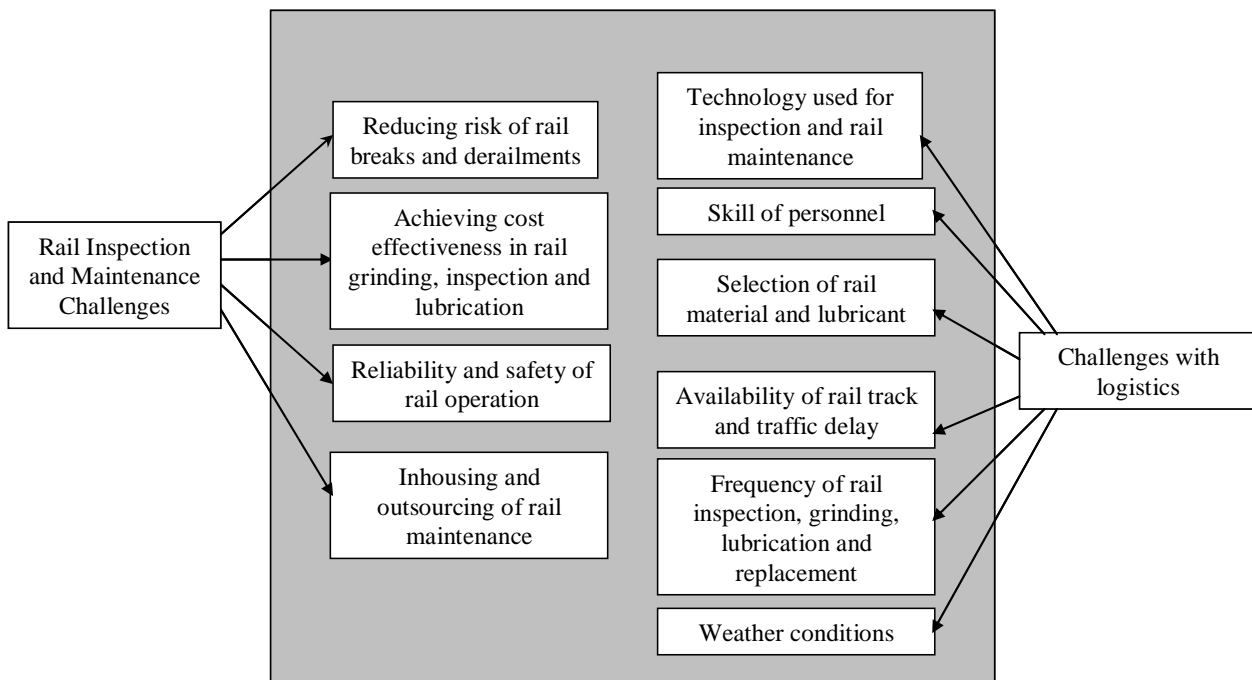 Rail Inspection
and Maintenance
Challenges
Reducing risk of rail
breaks and derailments
Achieving cost
effectiveness in rail
grinding, inspection and
lubrication
Reliability and safety of
rail operation
Inhousing and
outsourcing of rail
maintenance
Technology used for
inspection and rail
maintenance
Skill of personnel
Selection of rail
material and lubricant
Availability of rail track
and traffic delay
Frequency of rail
inspection, grinding,
lubrication and
replacement
Weather conditions
Challenges with
logistics